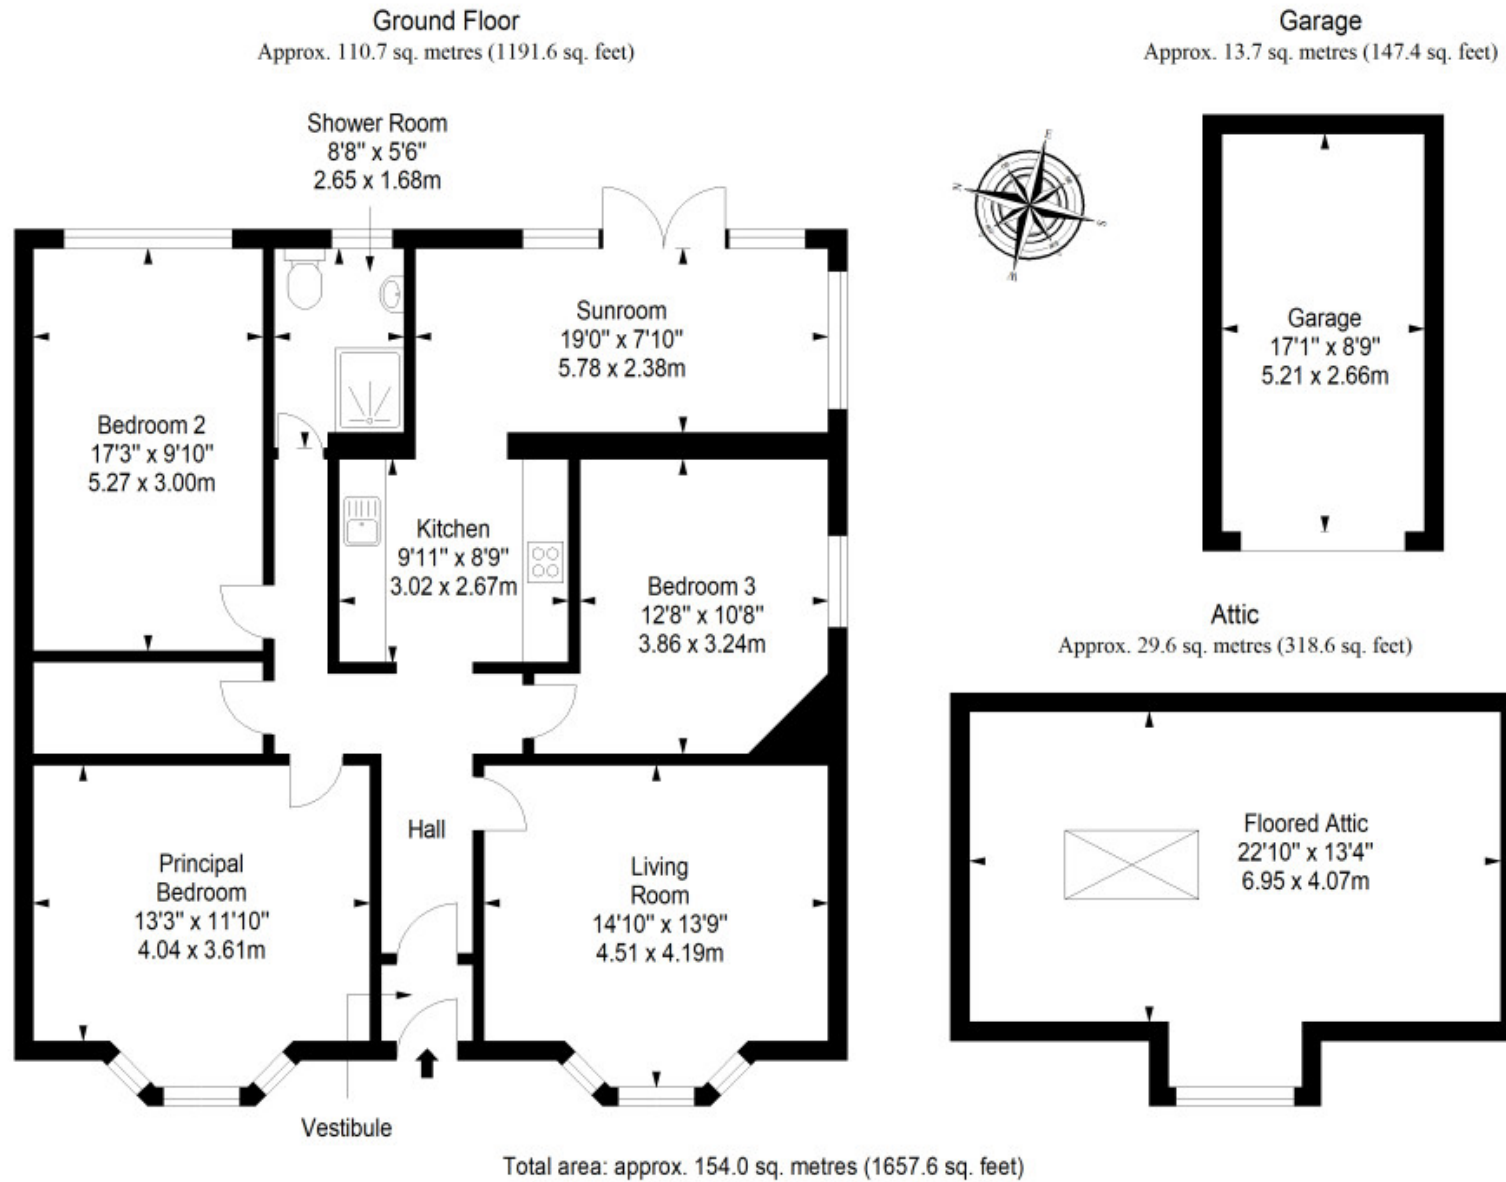 Ground Floor
Approx. 110.7 sq. metres (1191.6 sq. feet)
Shower Room
8'8" x 5'6"
2.65 x 1.68m
Sunroom
19'0" x 7'10"
5.78 x 2.38m
Bedroom 2
17'3" x 9'10"
5.27 x 3.00m
Kitchen
9'11" x 8'9"
3.02 x 2.67m
Bedroom 3
12'8" x 10'8"
3.86 x 3.24m
Hall
Principal
Bedroom
13'3" x 11'10"
4.04 x 3.61m
Living
Room
14'10" x 13'9"
4.51 x 4.19m
Vestibule
Garage
Approx. 13.7 sq. metres (147.4 sq. feet)
E
N
S
W
Garage
17'1" x 8'9"
5.21 x 2.66m
Attic
Approx. 29.6 sq. metres (318.6 sq. feet)
Floored Attic
22'10" x 13'4"
6.95 x 4.07m
Total area: approx. 154.0 sq. metres (1657.6 sq. feet)